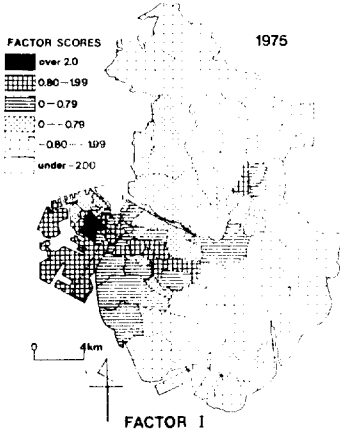 FACTOR SCORES
1975
over 2.0
0.80-1.99
0-0.79
0--0.79
-0.80--1.99
under-2.00
0 4km
FACTOR I